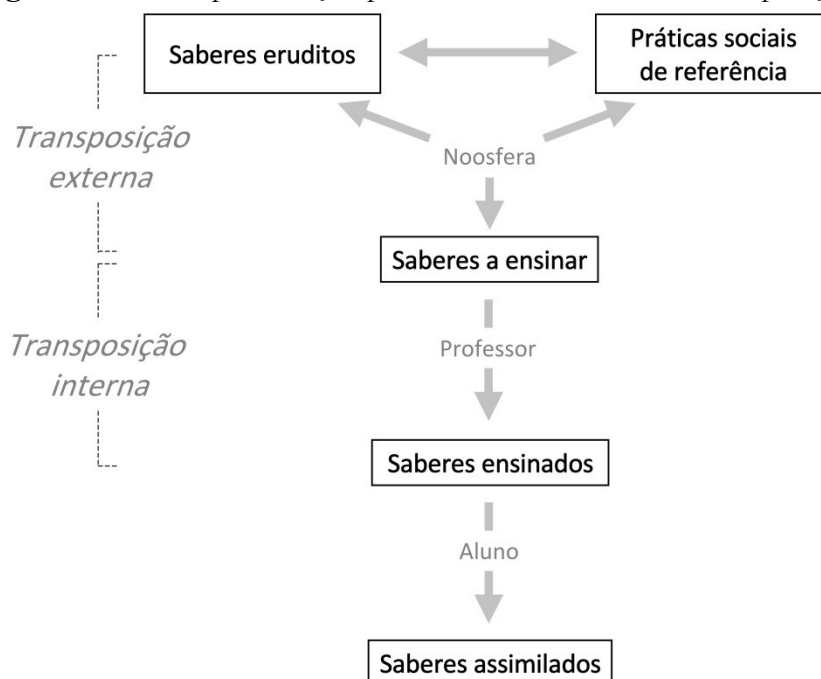 Saberes eruditos
Práticas sociais
de referência
Transposição
externa
Noosfera
Saberes a ensinar
Transposição
interna
Professor
Saberes ensinados
Aluno
Saberes assimilados